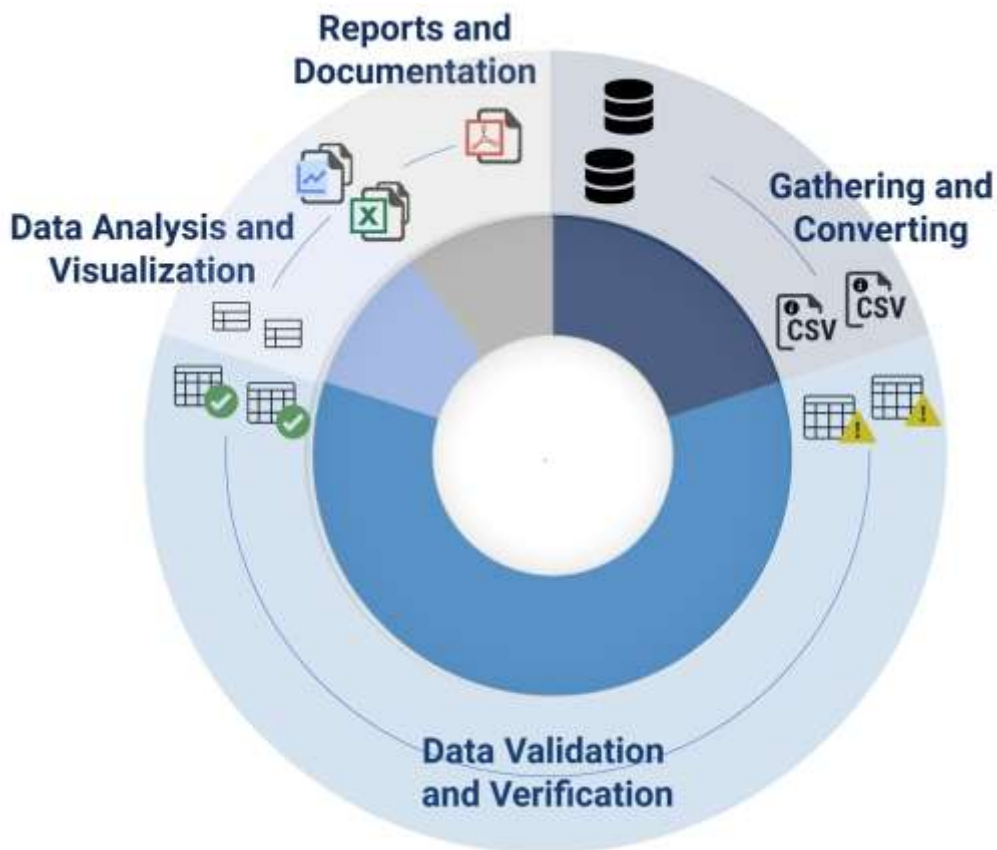 Reports and
Documentation
Gathering and
Converting
Data Analysis and
Visualization
CSV
CSV
Data Validation
and Verification